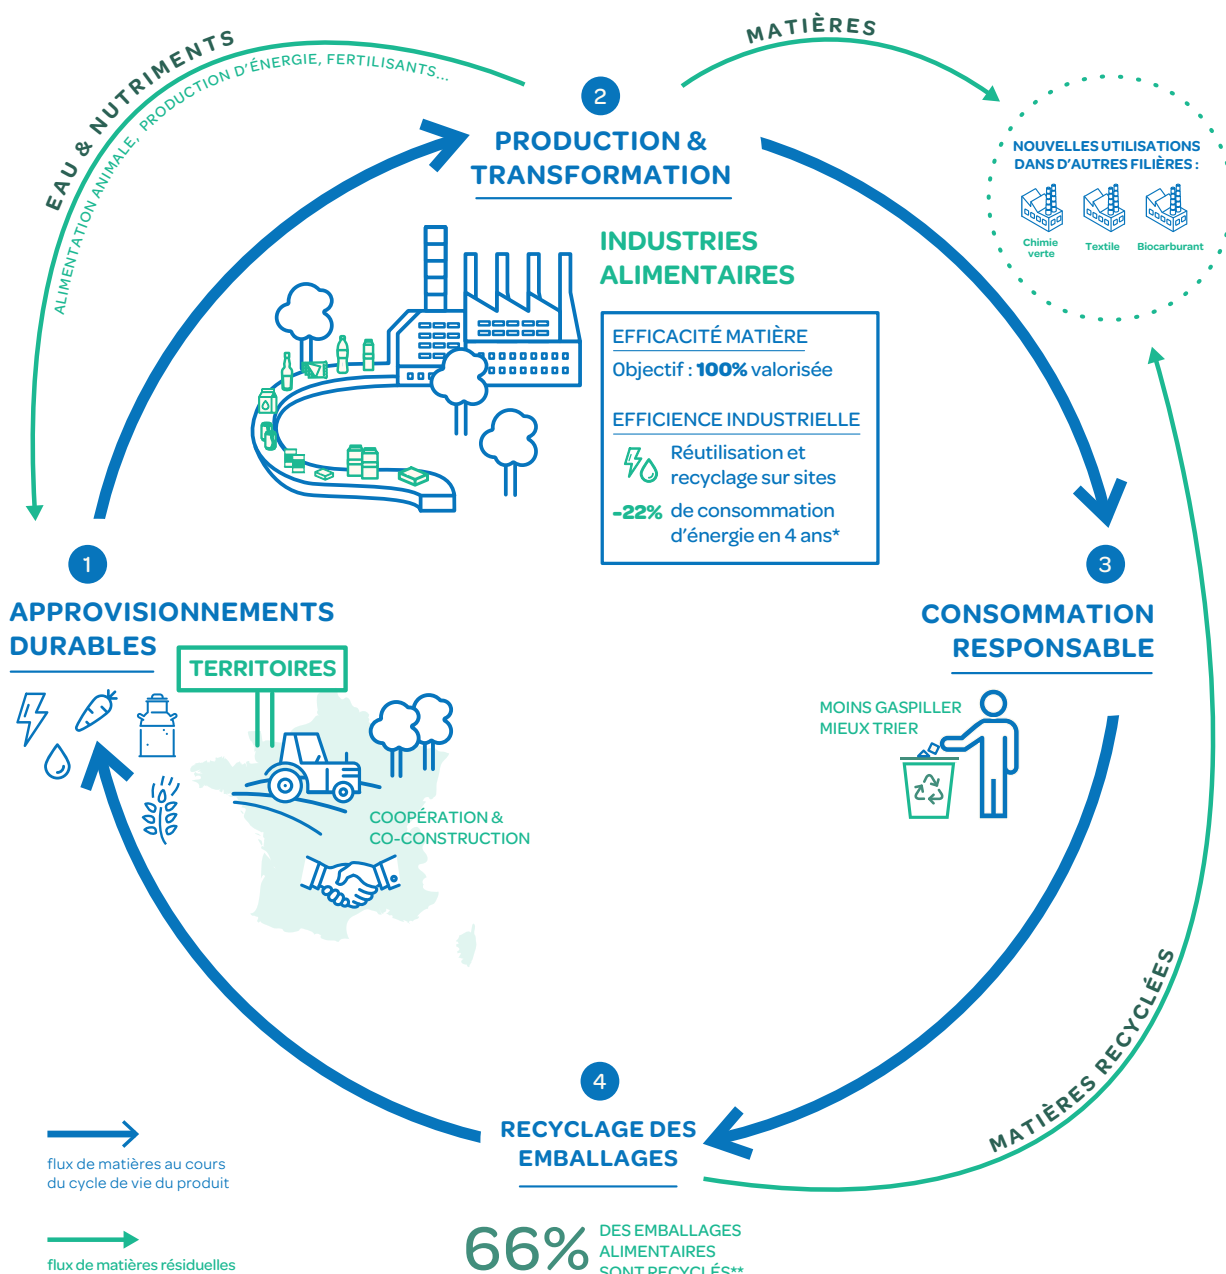 EAU & NUTRIMENTS
ALIMENTATION ANIMALE, PRODUCTION D'ÉNERGIE, FERTILISANTS...
MATIÈRES
2
PRODUCTION &
TRANSFORMATION
NOUVELLES UTILISATIONS
DANS D'AUTRES FILIÈRES :
Chimie
verte
Textile
Biocarburant
INDUSTRIES
ALIMENTAIRES
EFFICACITÉ MATIÈRE
Objectif : 100% valorisée
EFFICIENCE INDUSTRIELLE
Réutilisation et
recyclage sur sites
-22% de consommation
d'énergie en 4 ans*
1
APPROVISIONNEMENTS
DURABLES
TERRITOIRES
COOPÉRATION &
CO-CONSTRUCTION
3
CONSOMMATION
RESPONSABLE
MOINS GASPILLER
MIEUX TRIER
MATIÈRES RECYCLÉES
4
RECYCLAGE DES
EMBALLAGES
66% DES EMBALLAGES
ALIMENTAIRES
SONT RECYCLÉS**
flux de matières au cours
du cycle de vie du produit
flux de matières résiduelles